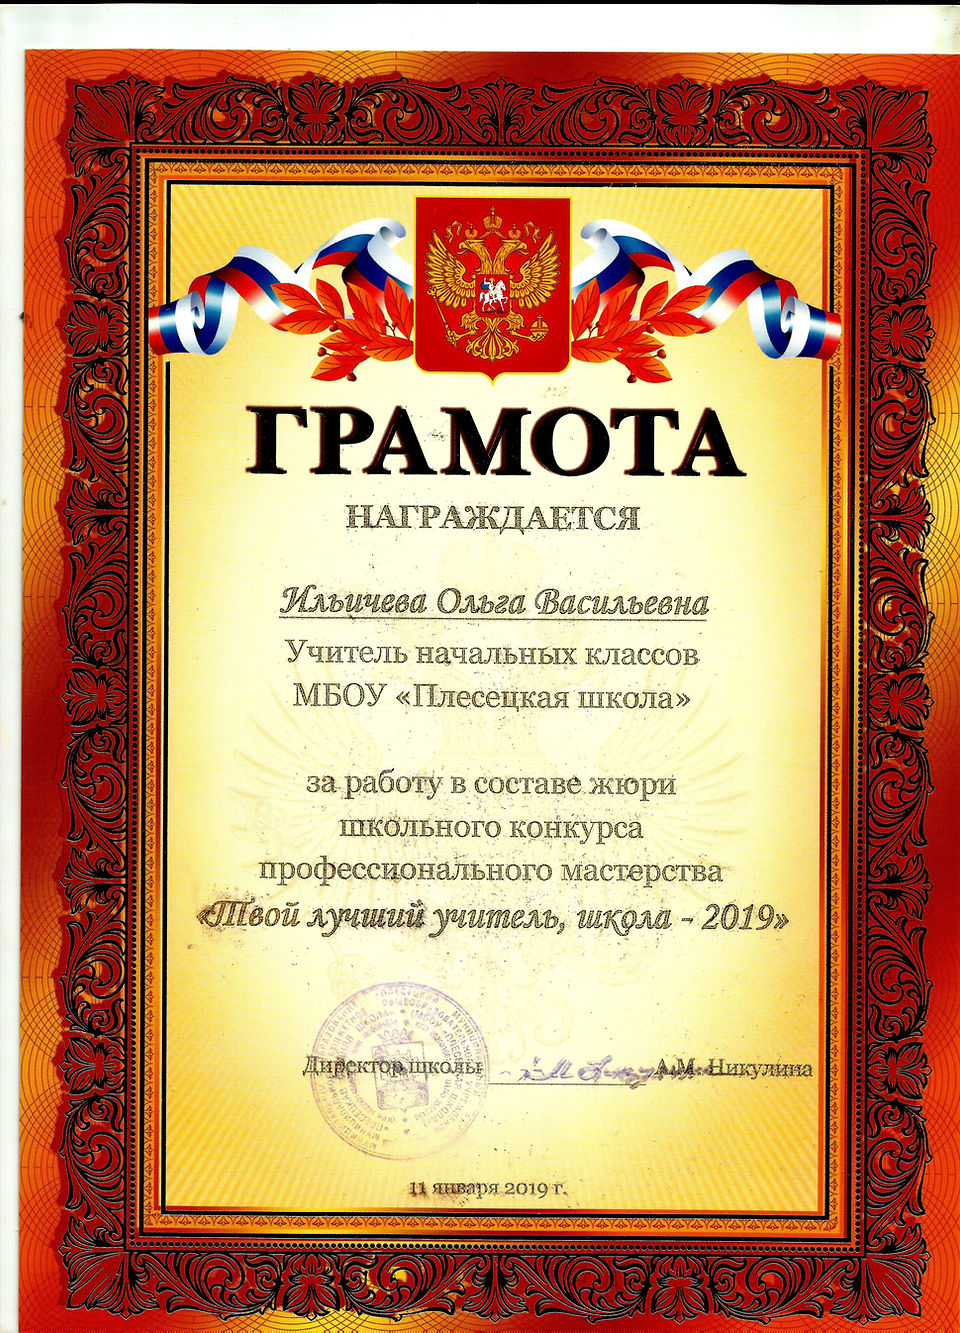 ГРАМОТА
НАГРАЖДАЕТСЯ
Ильичева Ольга Васильевна
Учитель начальных классов
МБОУ «Плесецкая школа»
за работу в составе жюри
школьного конкурса
профессионального мастерства
«Твой лучший учитель, школа - 2019»
Директор школы А.М. Никулина
11 января 2019 г.